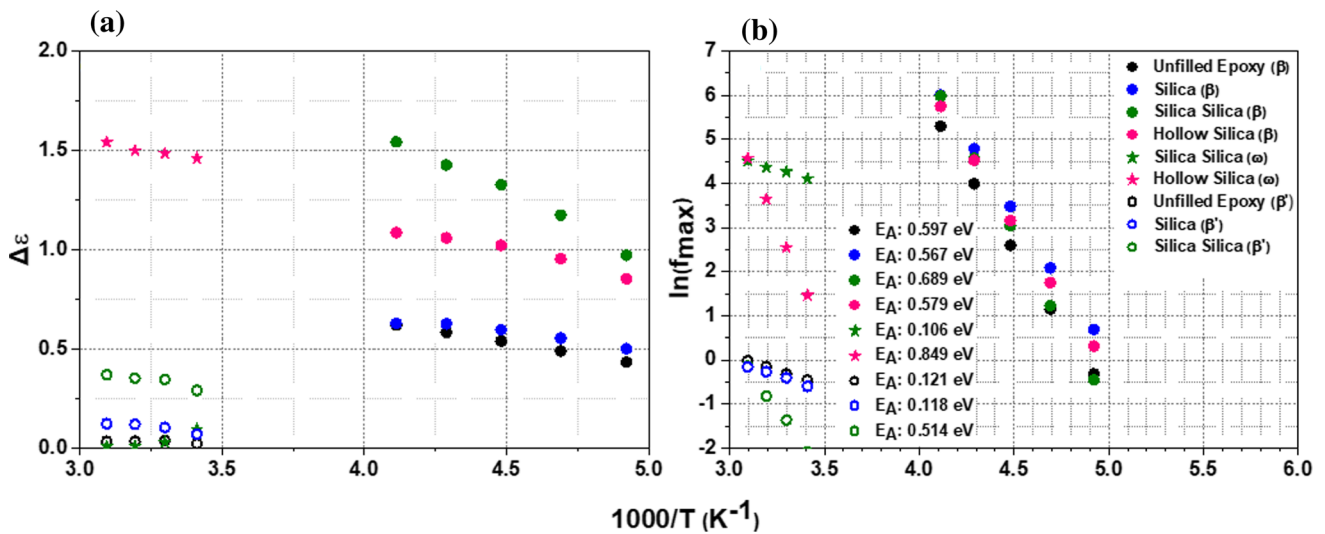 (a)
2.0
1.5
1.0
0.5
0.0
Δε
3.0 3.5 4.0 4.5 5.0
(b)
7
6
5
4
3
2
1
0
-1
-2
ln(fmax)
3.0 3.5 4.0 4.5 5.0 5.5 6.0
Unfilled Epoxy (β)
Silica (β)
Silica Silica (β)
Hollow Silica (β)
Silica Silica (ω)
Hollow Silica (ω)
Unfilled Epoxy (β')
Silica (β')
Silica Silica (β')
EA: 0.597 eV
EA: 0.567 eV
EA: 0.689 eV
EA: 0.579 eV
EA: 0.106 eV
EA: 0.849 eV
EA: 0.121 eV
EA: 0.118 eV
EA: 0.514 eV
1000/T (K⁻¹)